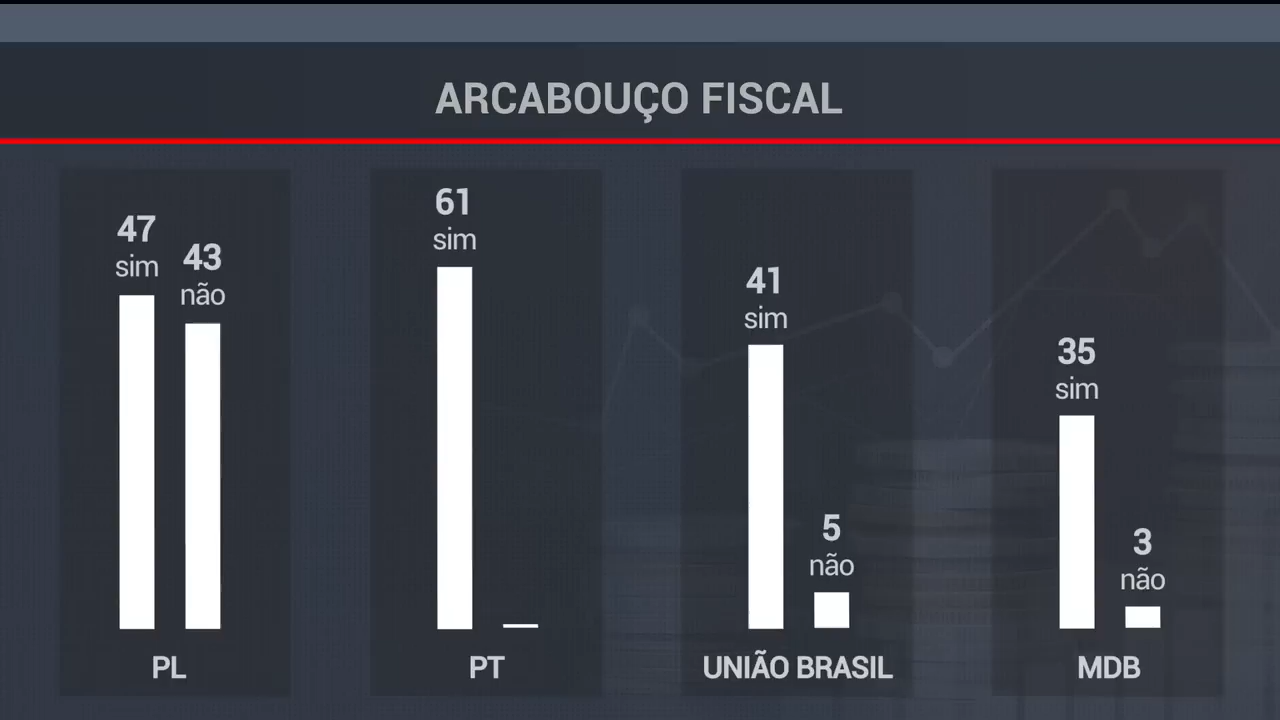 ARCABOUÇO FISCAL
47
sim
43
não
PL
61
sim
PT
41
sim
5
não
UNIÃO BRASIL
35
sim
3
não
MDB